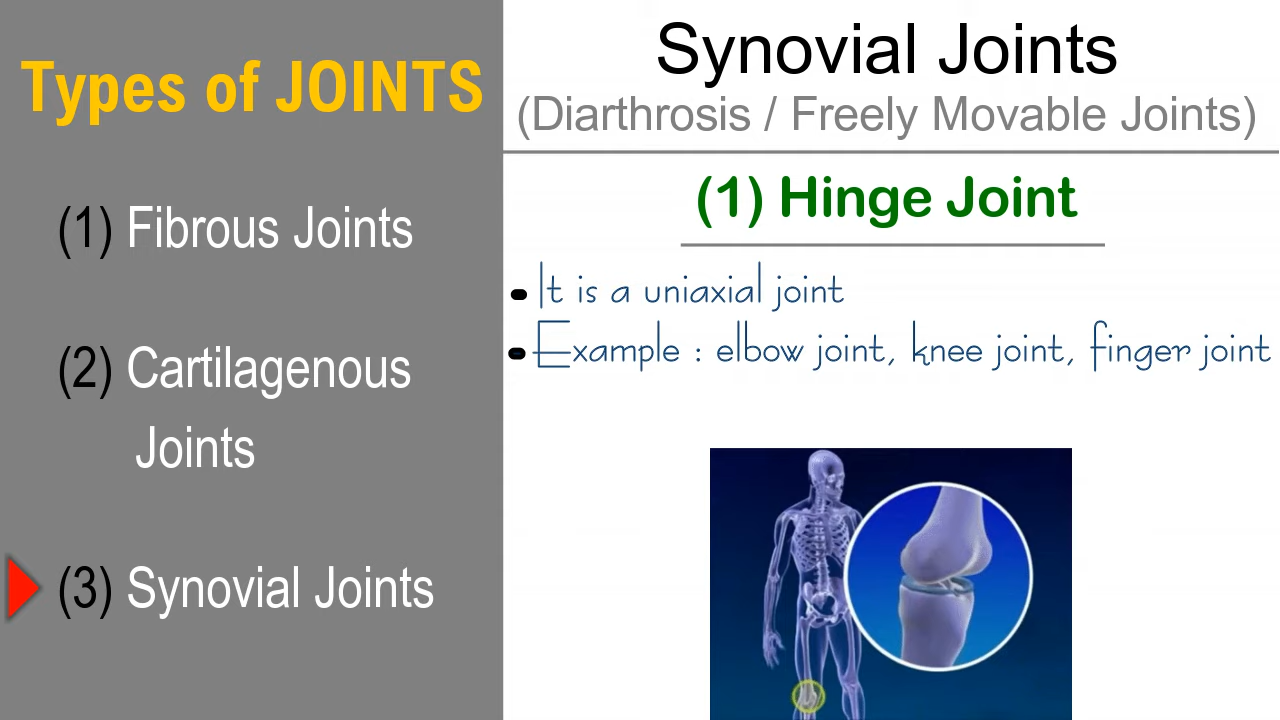 Types of JOINTS
(1) Fibrous Joints
(2) Cartilagenous
Joints
(3) Synovial Joints
Synovial Joints
(Diarthrosis / Freely Movable Joints)
(1) Hinge Joint
• It is a uniaxial joint
• Example : elbow joint, knee joint, finger joint